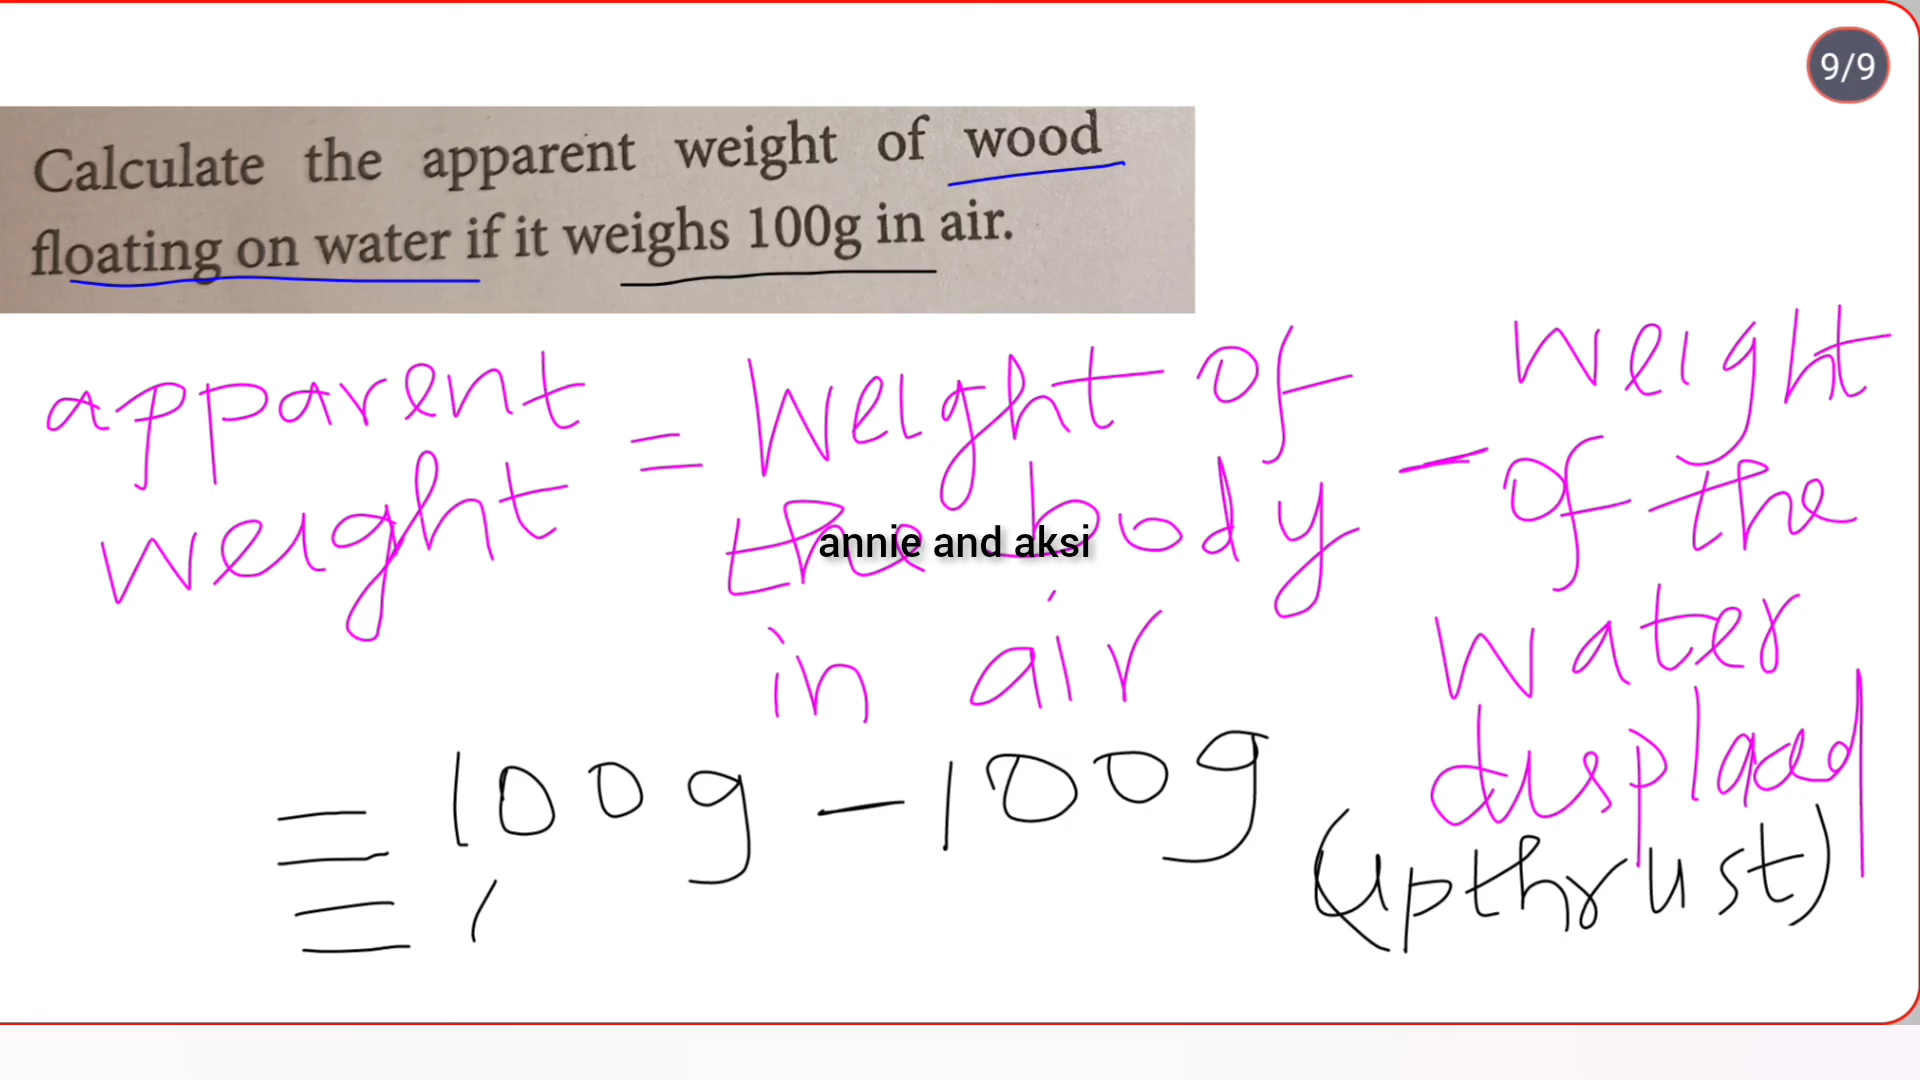 9/9
Calculate the apparent weight of wood
floating on water if it weighs 100g in air.
apparent weight = Weight of the body in air - weight of the water displaced
annie and aksi
= 100g - 100g (upthrust)
=